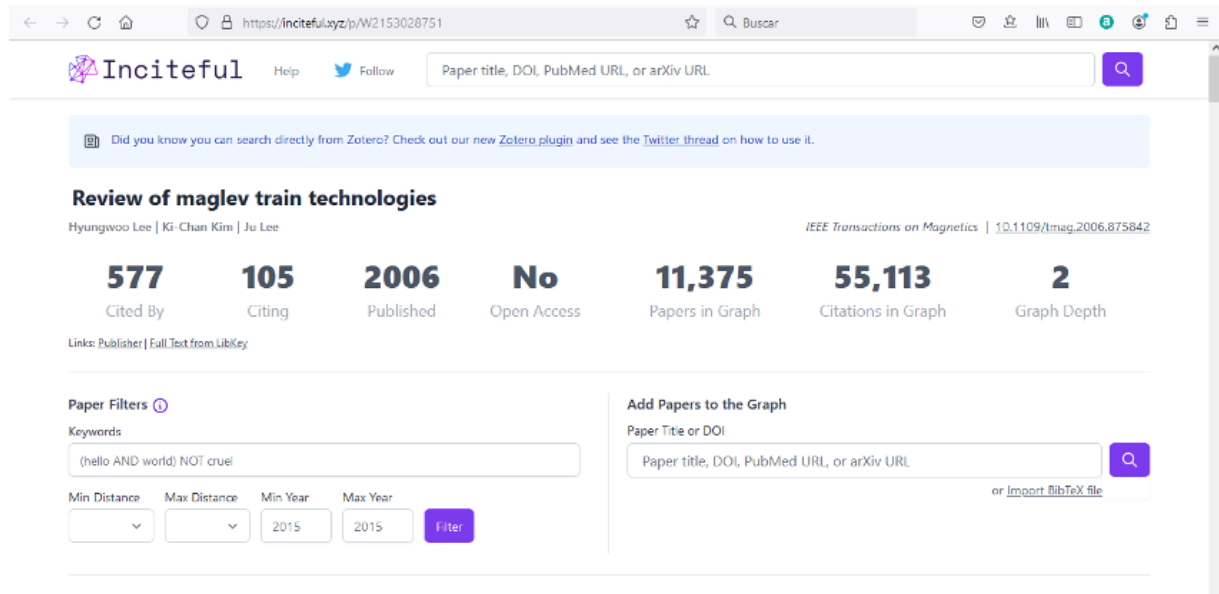 https://inciteful.xyz/p/W2153028751
Buscar
Inciteful Help Follow Paper title, DOI, PubMed URL, or arXiv URL
Did you know you can search directly from Zotero? Check out our new Zotero plugin and see the Twitter thread on how to use it.
Review of maglev train technologies
Hyungwoo Lee | Ki-Chan Kim | Ju Lee
IEEE Transactions on Magnetics | 10.1109/tmag.2006.875842
577 105 2006 No 11,375 55,113 2
Cited By Citing Published Open Access Papers in Graph Citations in Graph Graph Depth
Links: Publisher | Full Text from LibKey
Paper Filters
Keywords
(hello AND world) NOT cruel
Min Distance Max Distance Min Year Max Year
2015 2015 Filter
Add Papers to the Graph
Paper Title or DOI
Paper title, DOI, PubMed URL, or arXiv URL
or Import BibTeX file